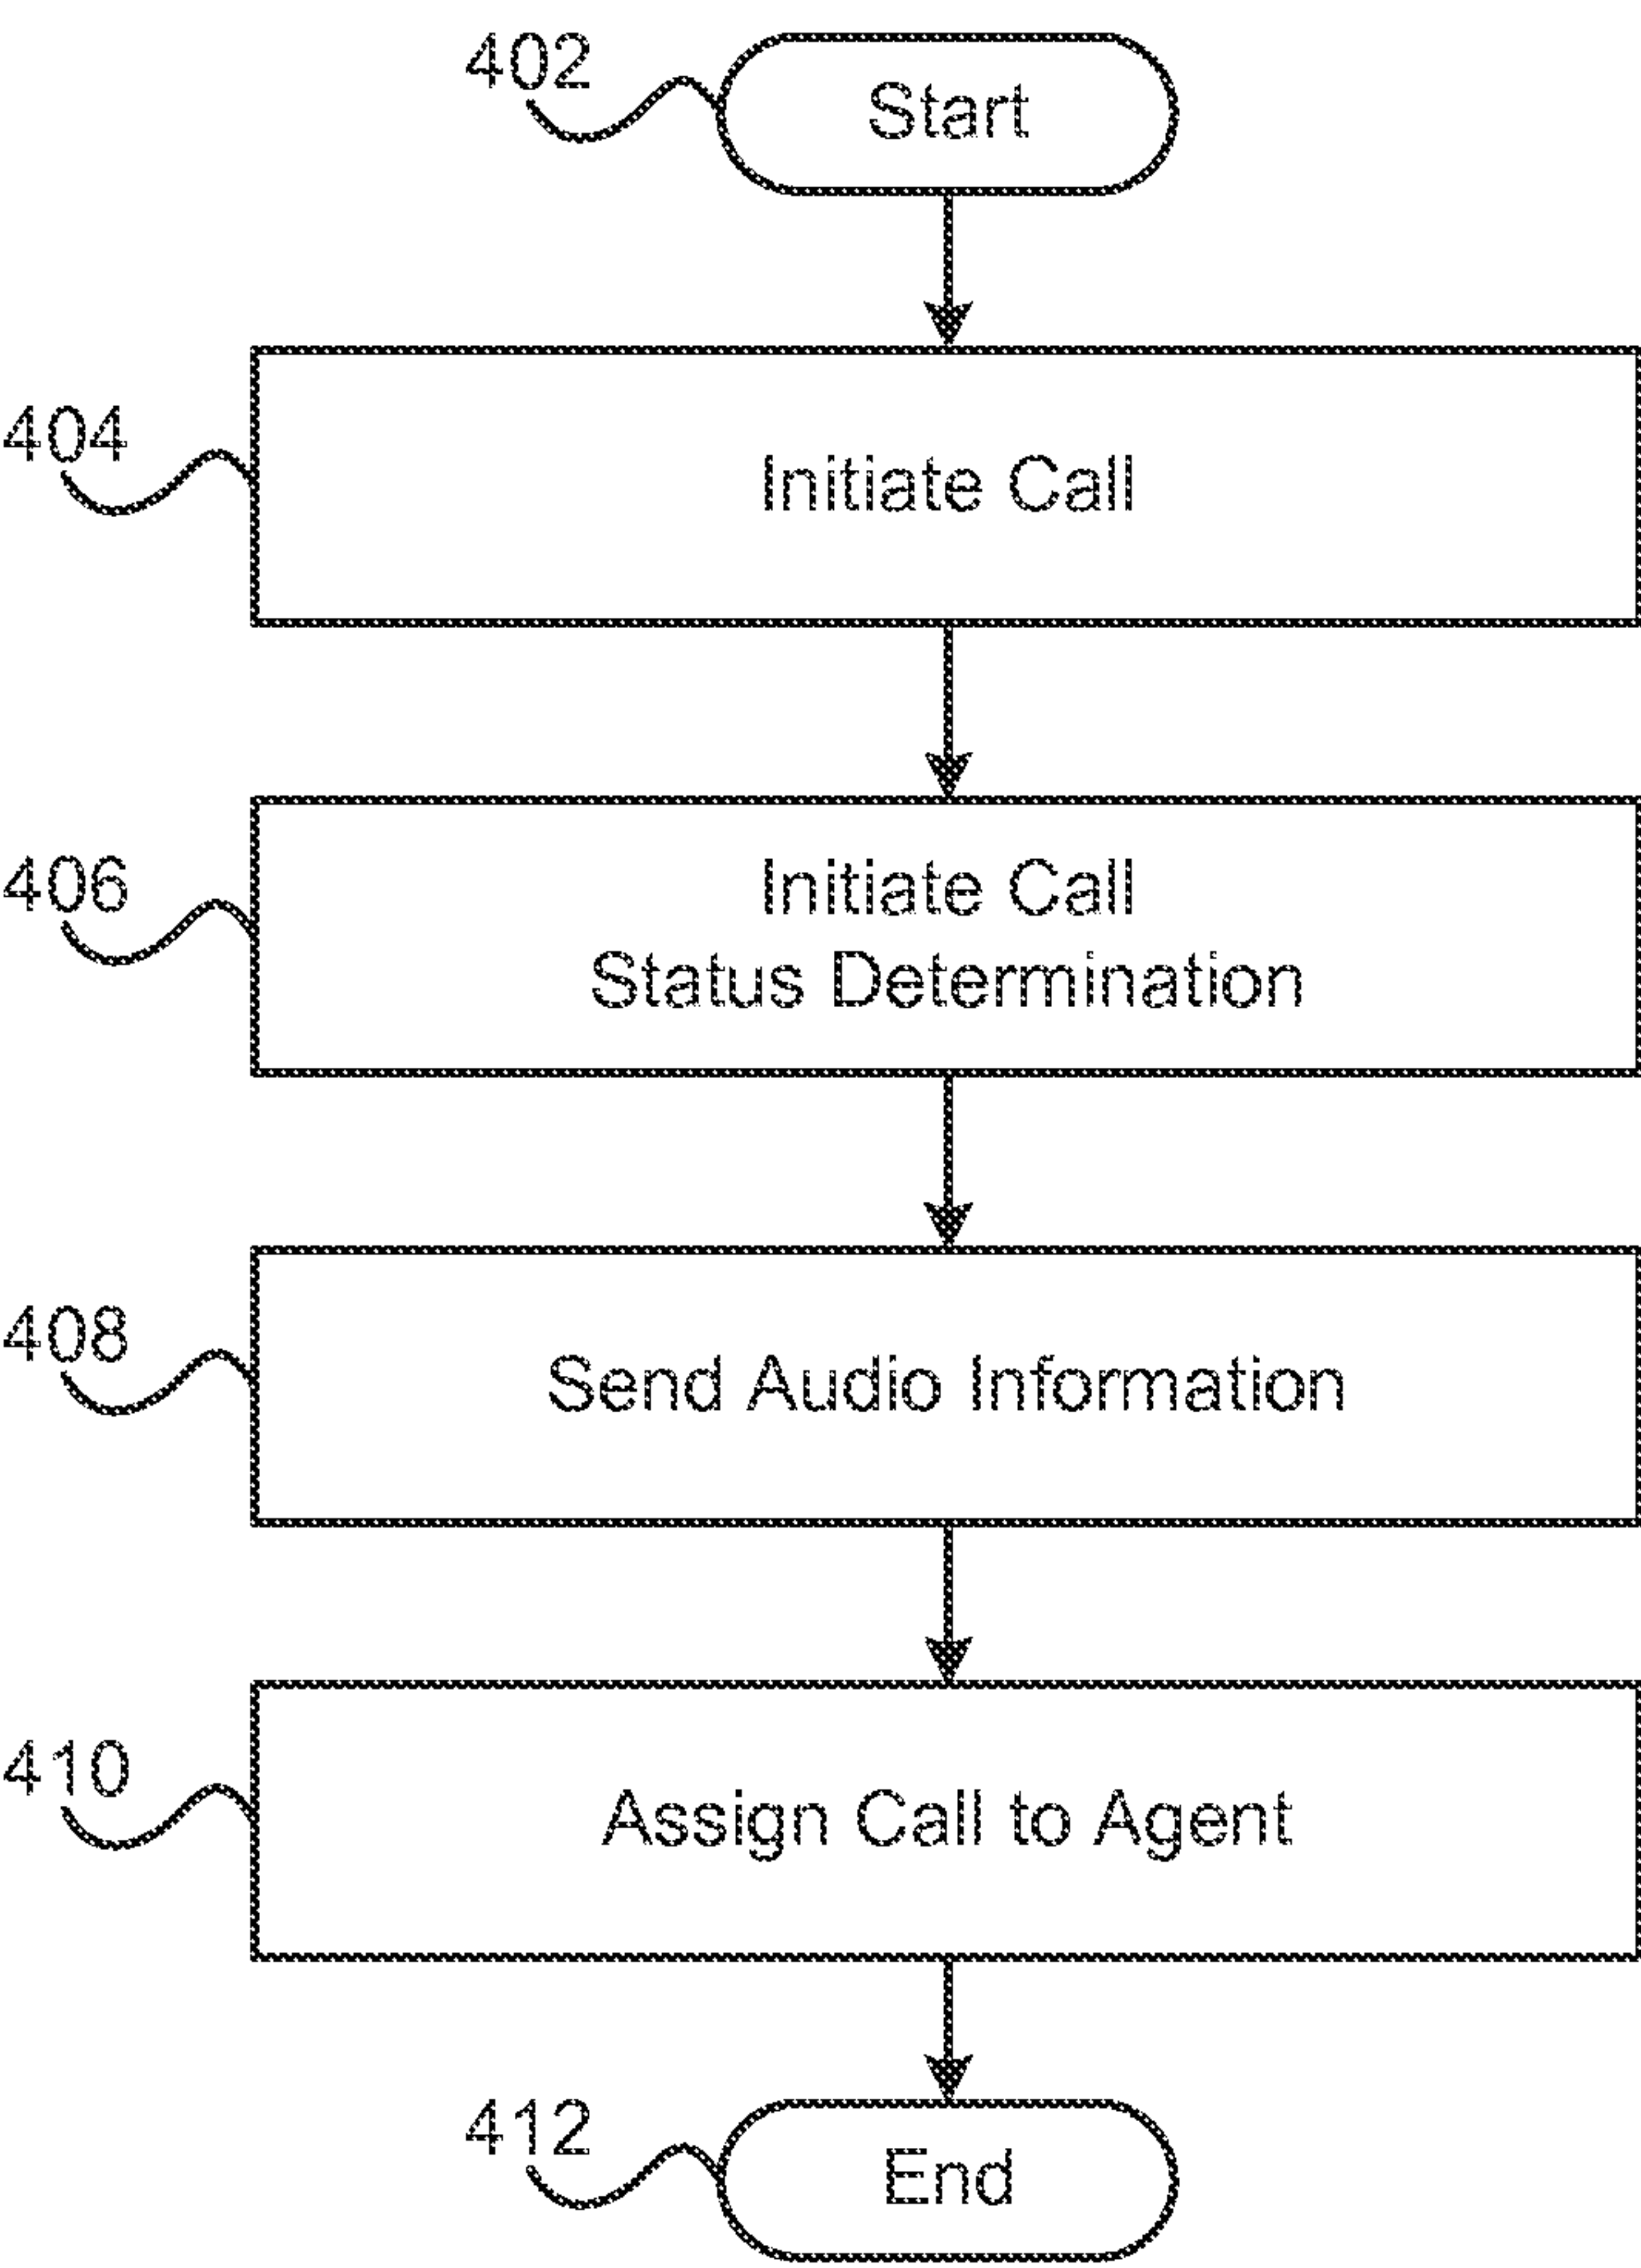 402
Start
404
Initiate Call
406
Initiate Call
Status Determination
408
Send Audio Information
410
Assign Call to Agent
412
End